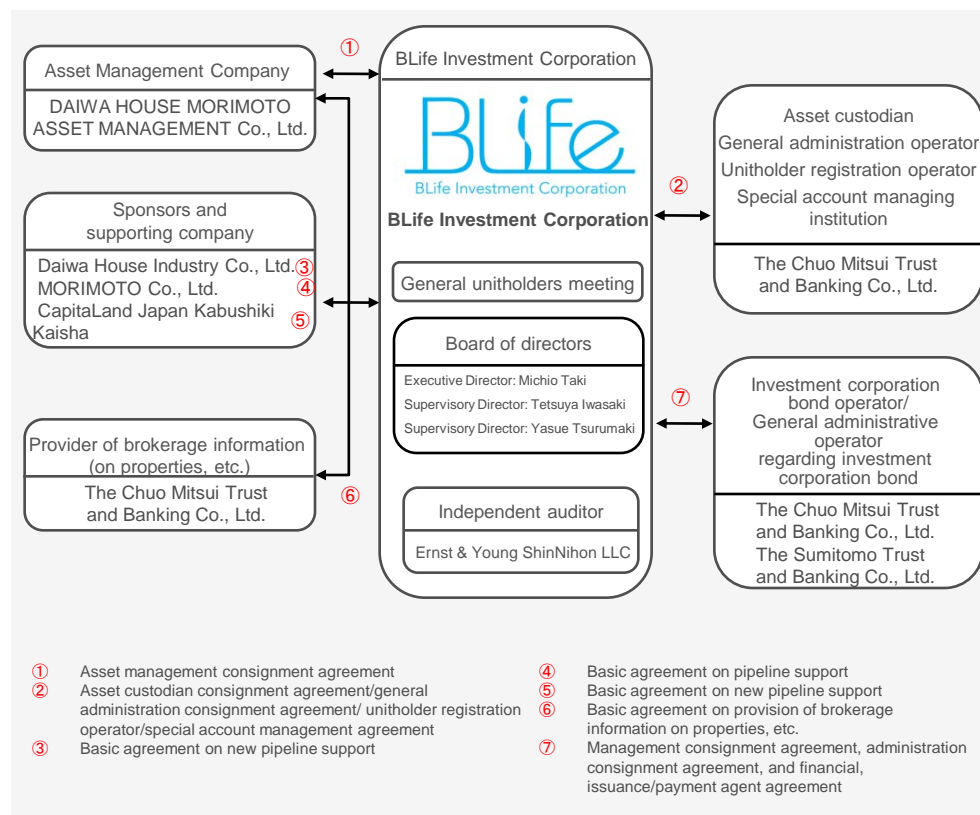 ①
Asset Management Company
DAIWA HOUSE MORIMOTO
ASSET MANAGEMENT Co., Ltd.
Sponsors and
supporting company
Daiwa House Industry Co., Ltd.③
MORIMOTO Co., Ltd. ④
CapitaLand Japan Kabushiki
Kaisha ⑤
Provider of brokerage information
(on properties, etc.)
The Chuo Mitsui Trust
and Banking Co., Ltd.
⑥
BLife Investment Corporation
BLife
BLife Investment Corporation
BLife Investment Corporation
General unitholders meeting
Board of directors
Executive Director: Michio Taki
Supervisory Director: Tetsuya Iwasaki
Supervisory Director: Yasue Tsurumaki
Independent auditor
Ernst & Young ShinNihon LLC
②
Asset custodian
General administration operator
Unitholder registration operator
Special account managing
institution
The Chuo Mitsui Trust
and Banking Co., Ltd.
⑦
Investment corporation
bond operator/
General administrative
operator
regarding investment
corporation bond
The Chuo Mitsui Trust
and Banking Co., Ltd.
The Sumitomo Trust
and Banking Co., Ltd.
① Asset management consignment agreement
② Asset custodian consignment agreement/general
administration consignment agreement/ unitholder registration
operator/special account management agreement
③ Basic agreement on new pipeline support
④ Basic agreement on pipeline support
⑤ Basic agreement on new pipeline support
⑥ Basic agreement on provision of brokerage
information on properties, etc.
⑦ Management consignment agreement, administration
consignment agreement, and financial,
issuance/payment agent agreement